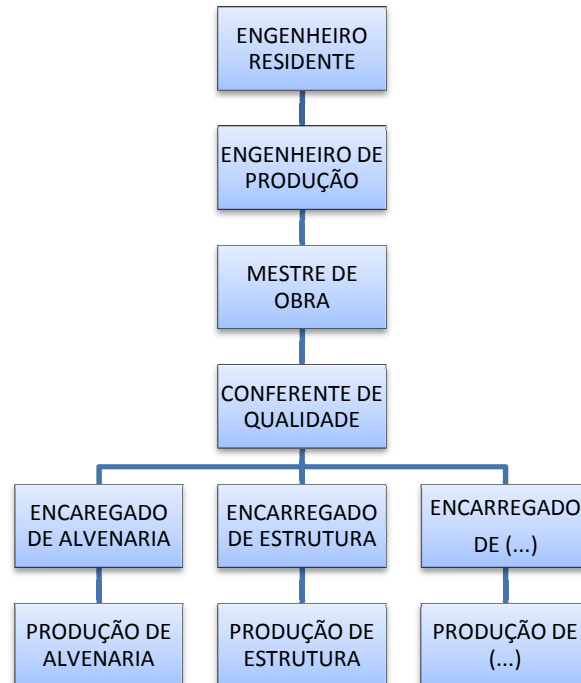 ENGENHEIRO
RESIDENTE
ENGENHEIRO DE
PRODUÇÃO
MESTRE DE
OBRA
CONFERENTE DE
QUALIDADE
ENCAREGADO
DE ALVENARIA
ENCARREGADO
DE ESTRUTURA
ENCARREGADO
DE (...)
PRODUÇÃO DE
ALVENARIA
PRODUÇÃO DE
ESTRUTURA
PRODUÇÃO DE
(...)